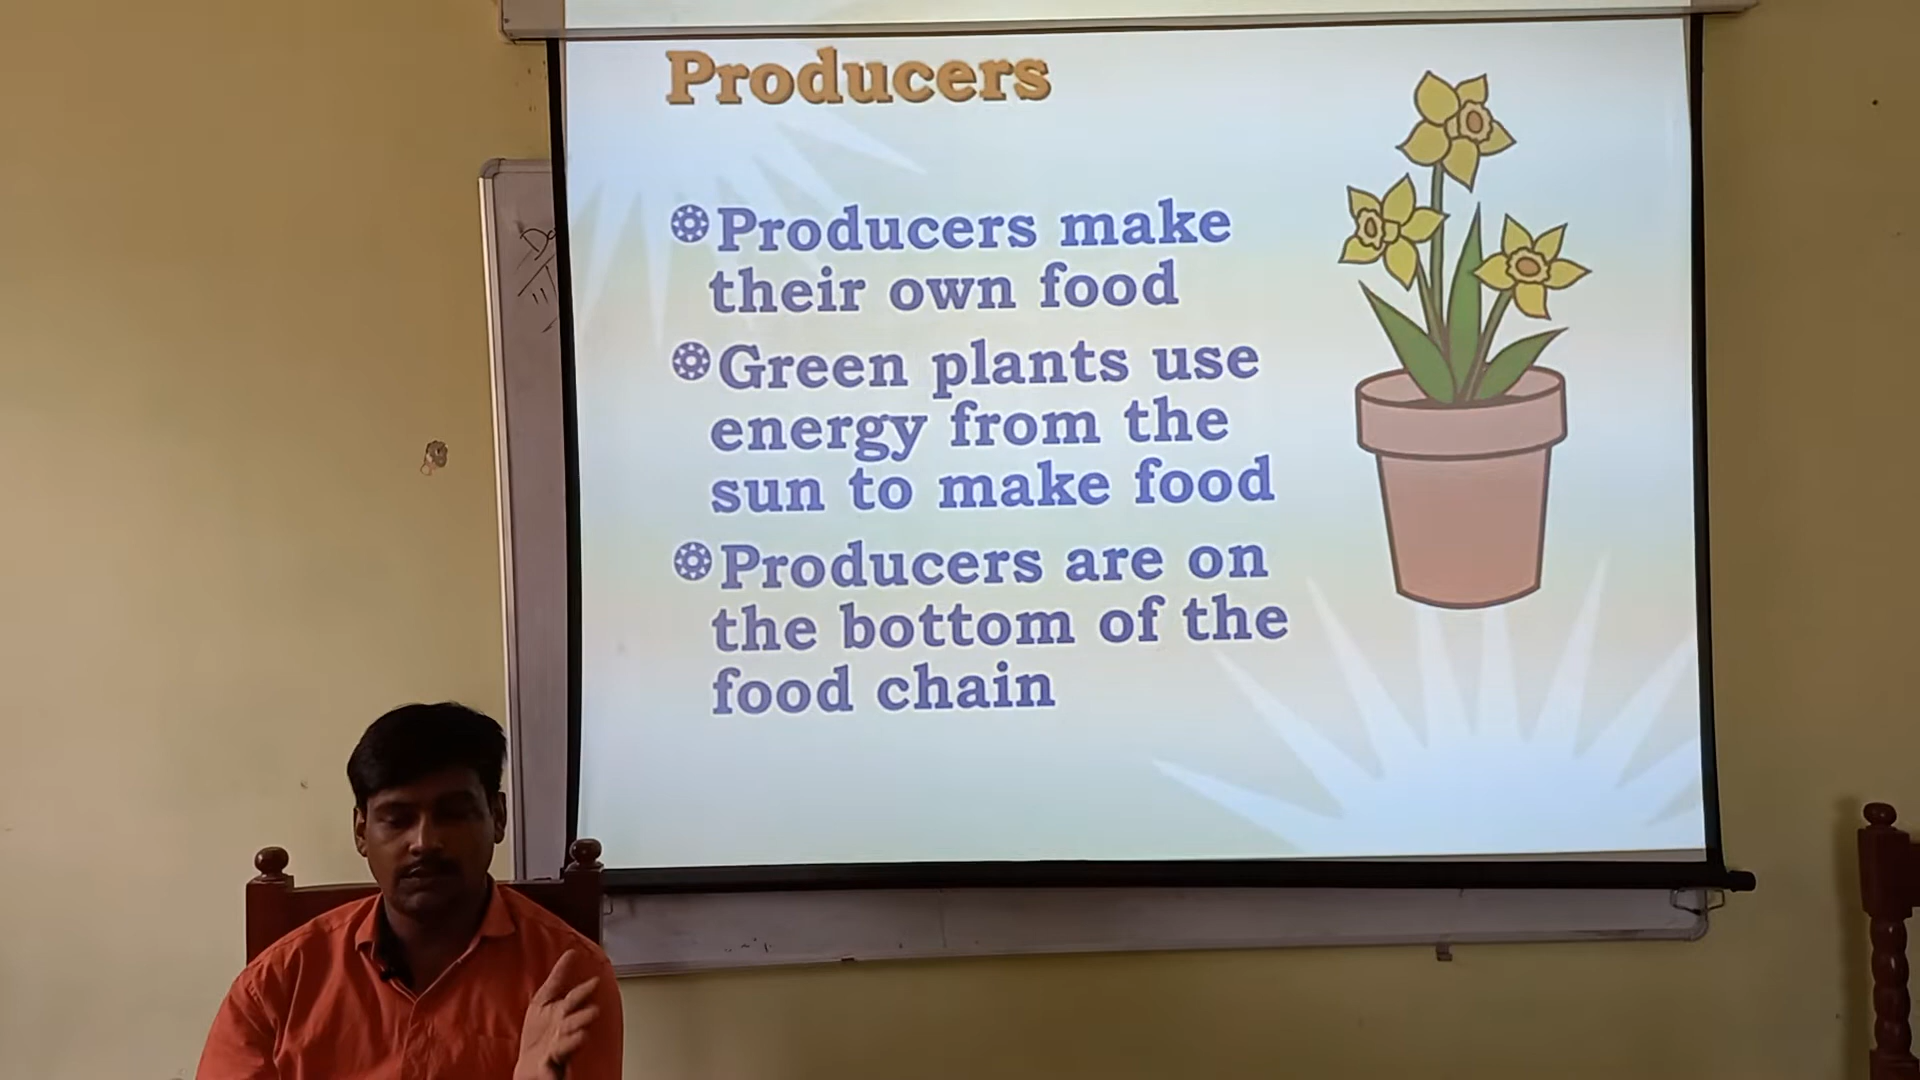 Producers
Producers make
their own food
Green plants use
energy from the
sun to make food
Producers are on
the bottom of the
food chain